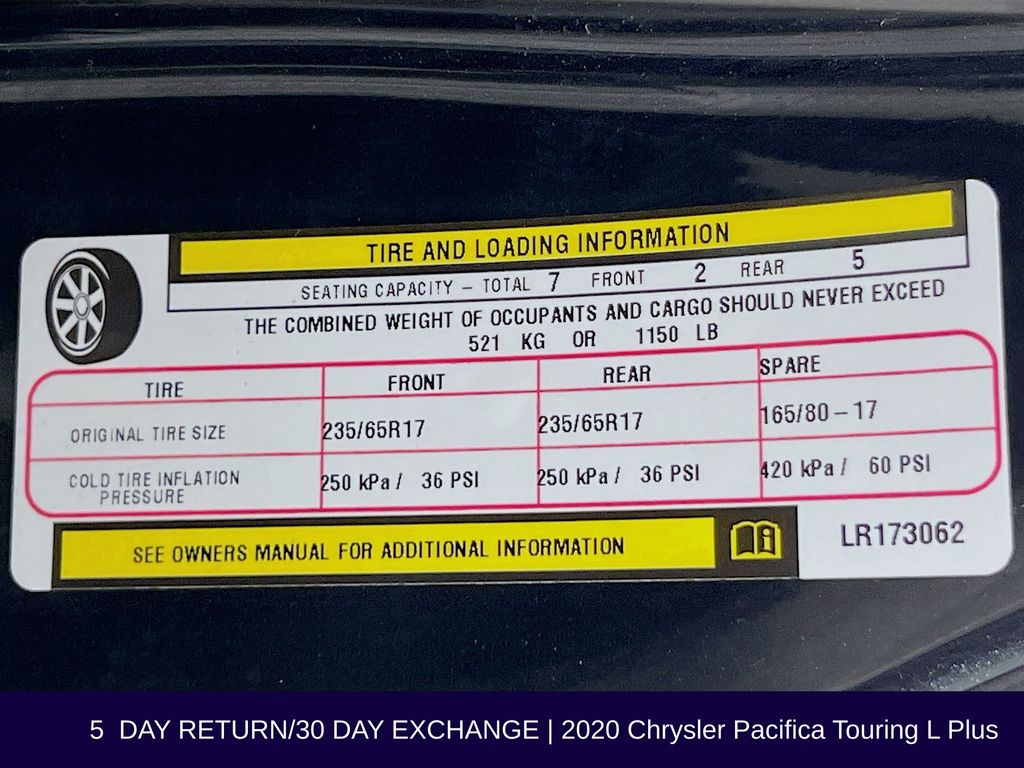 TIRE AND LOADING INFORMATION
SEATING CAPACITY – TOTAL 7 FRONT 2 REAR 5
THE COMBINED WEIGHT OF OCCUPANTS AND CARGO SHOULD NEVER EXCEED
521 KG OR 1150 LB
TIRE FRONT REAR SPARE
ORIGINAL TIRE SIZE 235/65R17 235/65R17 165/80 – 17
COLD TIRE INFLATION
PRESSURE 250 kPa / 36 PSI 250 kPa / 36 PSI 420 kPa / 60 PSI
SEE OWNERS MANUAL FOR ADDITIONAL INFORMATION
LR173062
5 DAY RETURN/30 DAY EXCHANGE | 2020 Chrysler Pacifica Touring L Plus